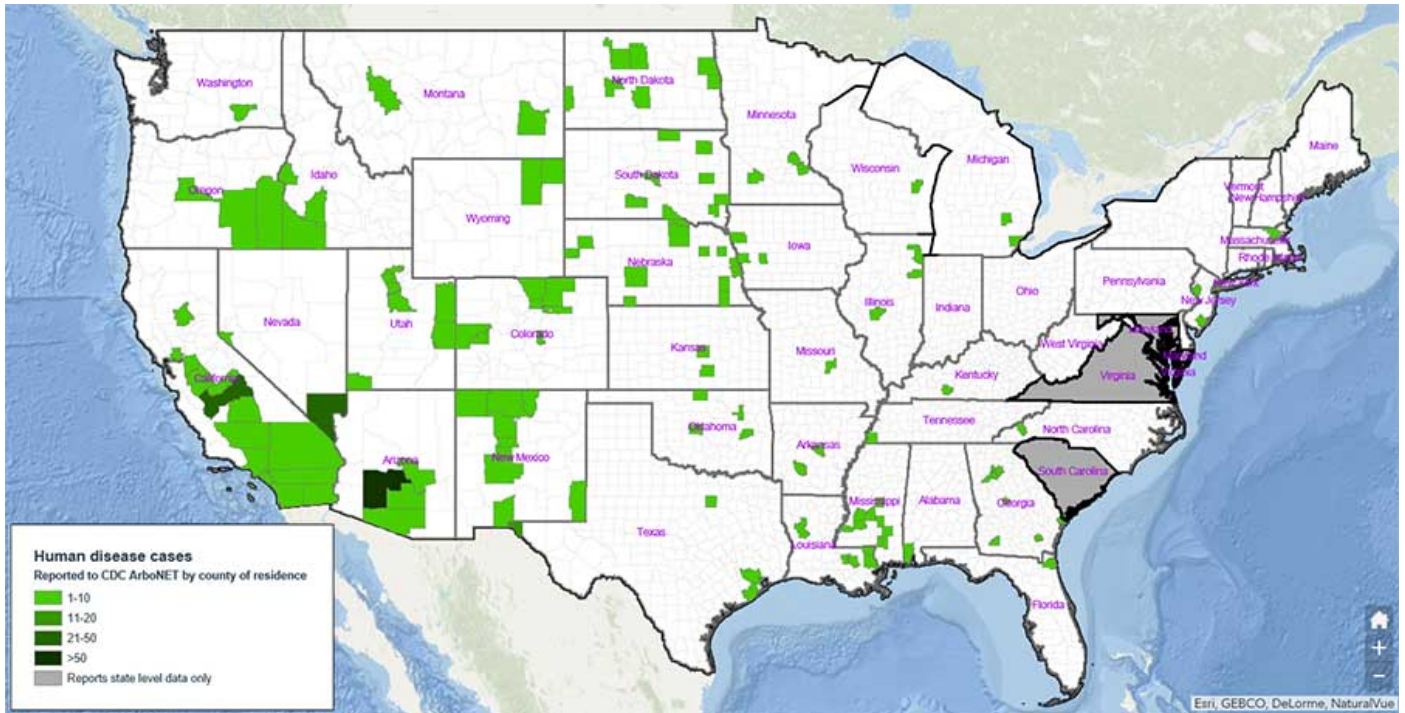 Washington
Montana
North Dakota
Minnesota
Maine
Wisconsin
Michigan
Oregon
Idaho
South Dakota
Vermont
New Hampshire
Wyoming
Iowa
Massachusetts
Nebraska
Rhode Island
Pennsylvania
Ohio
New Jersey
Illinois
Indiana
Nevada
Utah
Colorado
West Virginia
Kansas
Missouri
Maryland
California
Kentucky
Virginia
Tennessee
North Carolina
Oklahoma
Arkansas
Arizona
New Mexico
South Carolina
Mississippi
Alabama
Georgia
Texas
Louisiana
Florida
Human disease cases
Reported to CDC ArboNET by county of residence
1-10
11-20
21-50
>50
Reports state level data only
+
−
Esri, GEBCO, DeLorme, NaturalVue